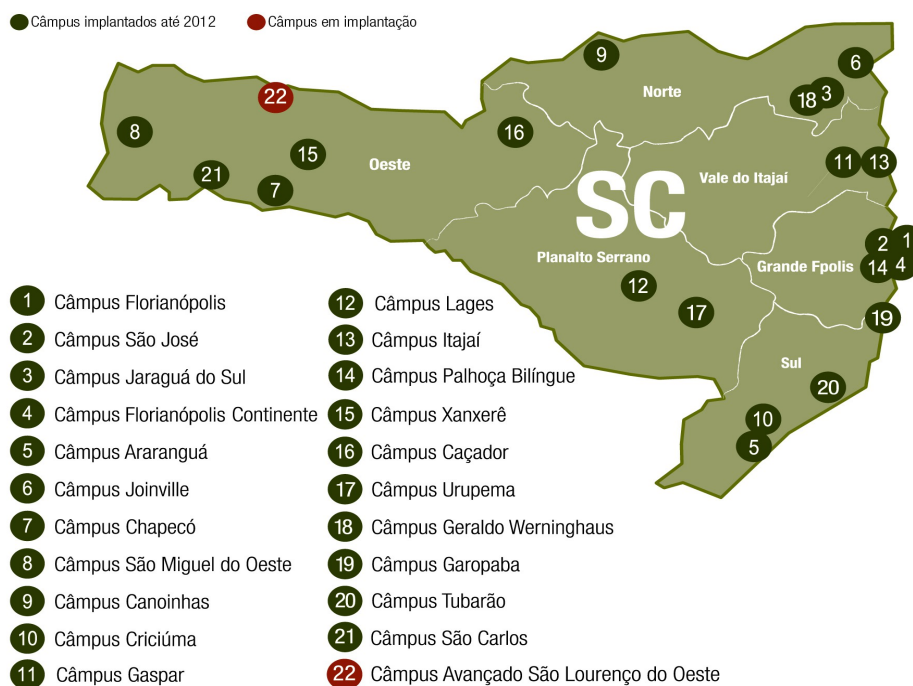 Câmpus implantados até 2012
Câmpus em implantação
9
6
Norte
22
18
3
8
16
15
Oeste
11
13
21
7
Vale do Itajaí
SC
Planalto Serrano
2
1
Grande Fpolis
14
4
12
17
19
Sul
20
10
5
1 Câmpus Florianópolis
2 Câmpus São José
3 Câmpus Jaraguá do Sul
4 Câmpus Florianópolis Continente
5 Câmpus Araranguá
6 Câmpus Joinville
7 Câmpus Chapecó
8 Câmpus São Miguel do Oeste
9 Câmpus Canoinhas
10 Câmpus Criciúma
11 Câmpus Gaspar
12 Câmpus Lages
13 Câmpus Itajaí
14 Câmpus Palhoça Bilíngue
15 Câmpus Xanxerê
16 Câmpus Caçador
17 Câmpus Urupema
18 Câmpus Geraldo Werninghaus
19 Câmpus Garopaba
20 Câmpus Tubarão
21 Câmpus São Carlos
22 Câmpus Avançado São Lourenço do Oeste